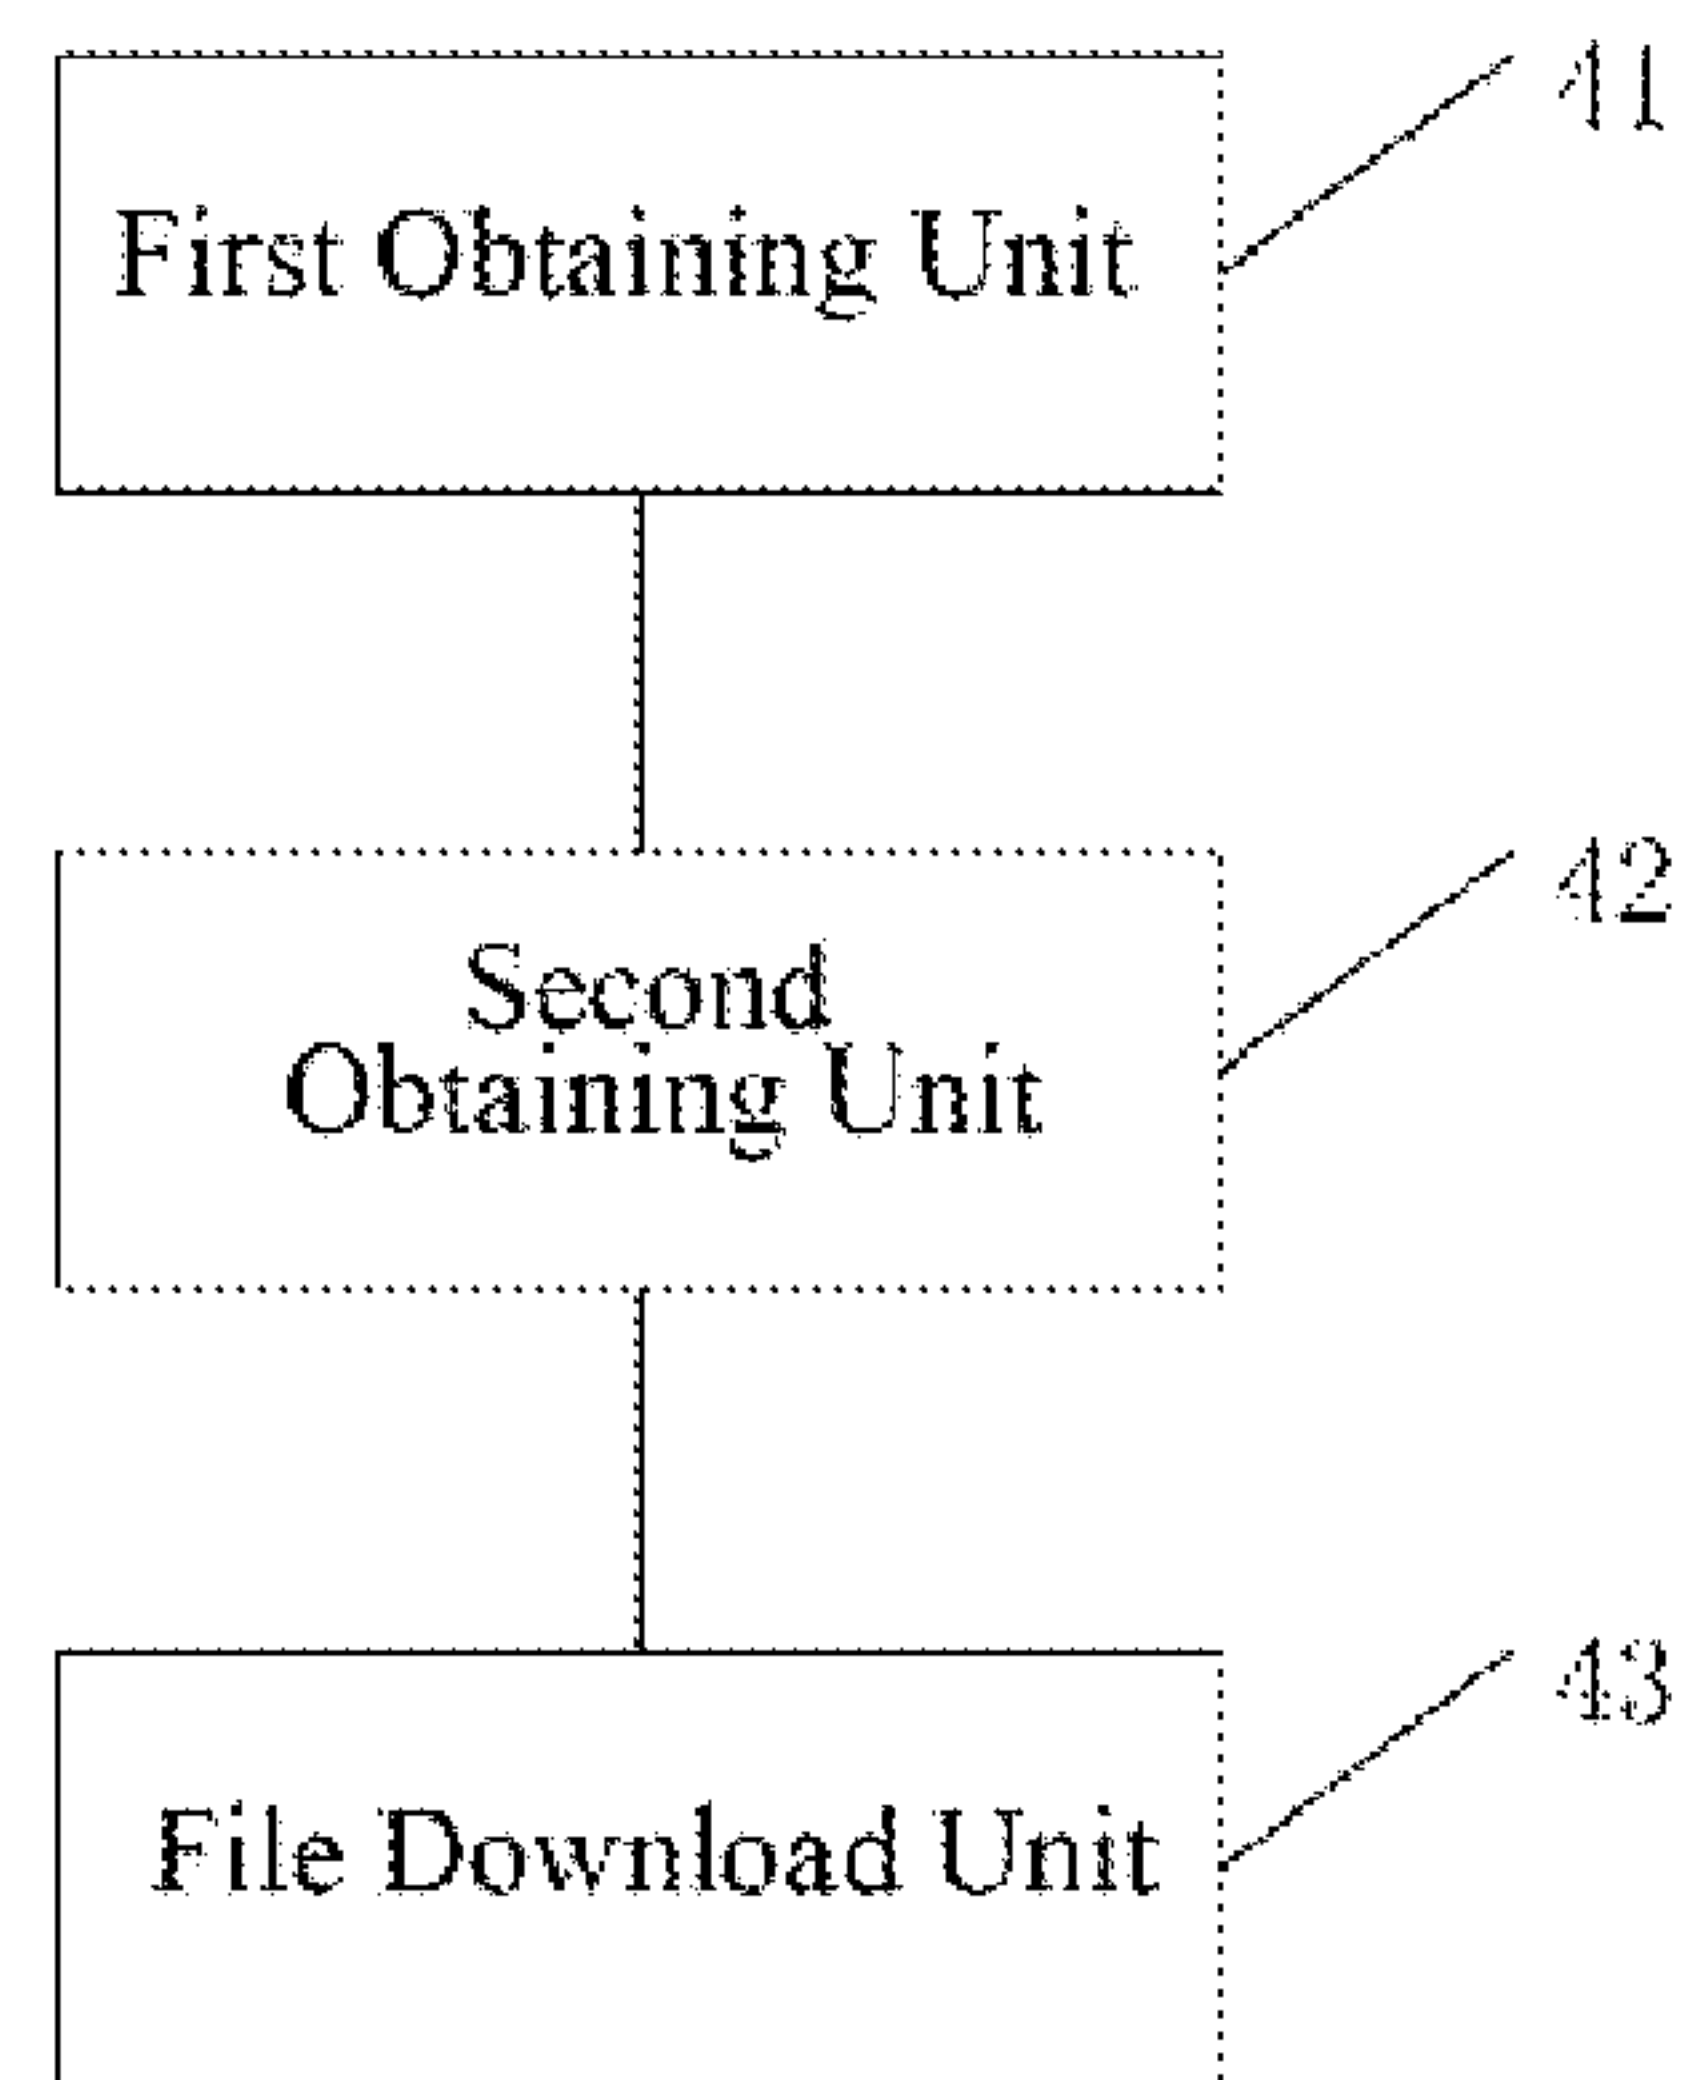 41
First Obtaining Unit
42
Second
Obtaining Unit
43
File Download Unit